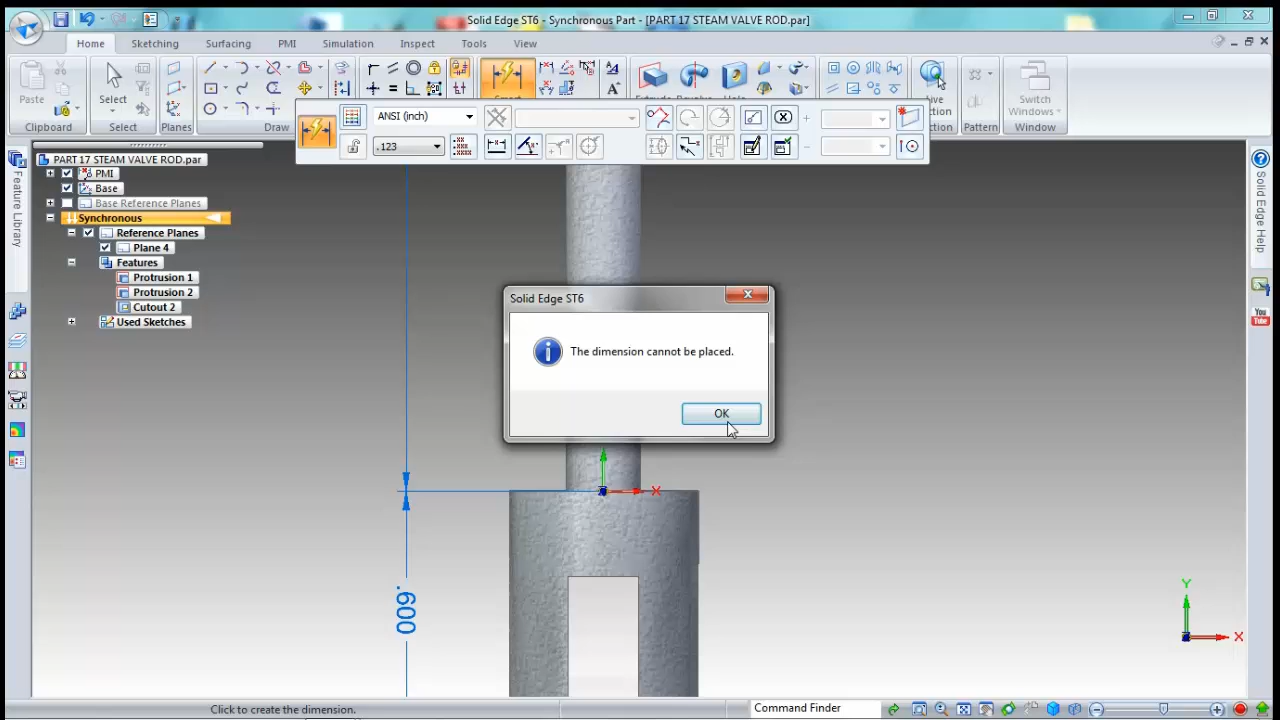 Solid Edge ST6 - Synchronous Part - [PART 17 STEAM VALVE ROD.par]
Home Sketching Surfacing PMI Simulation Inspect Tools View
Paste
Select
Smart
Switch
Windows
Clipboard Select Planes Draw Pattern Window
ANSI (inch)
.123
PART 17 STEAM VALVE ROD.par
PMI
Base
Base Reference Planes
Synchronous
Reference Planes
Plane 4
Features
Protrusion 1
Protrusion 2
Cutout 2
Used Sketches
Feature Library
Solid Edge Help
You
Tube
Solid Edge ST6
The dimension cannot be placed.
OK
X
.600
Y
X
Click to create the dimension.
Command Finder